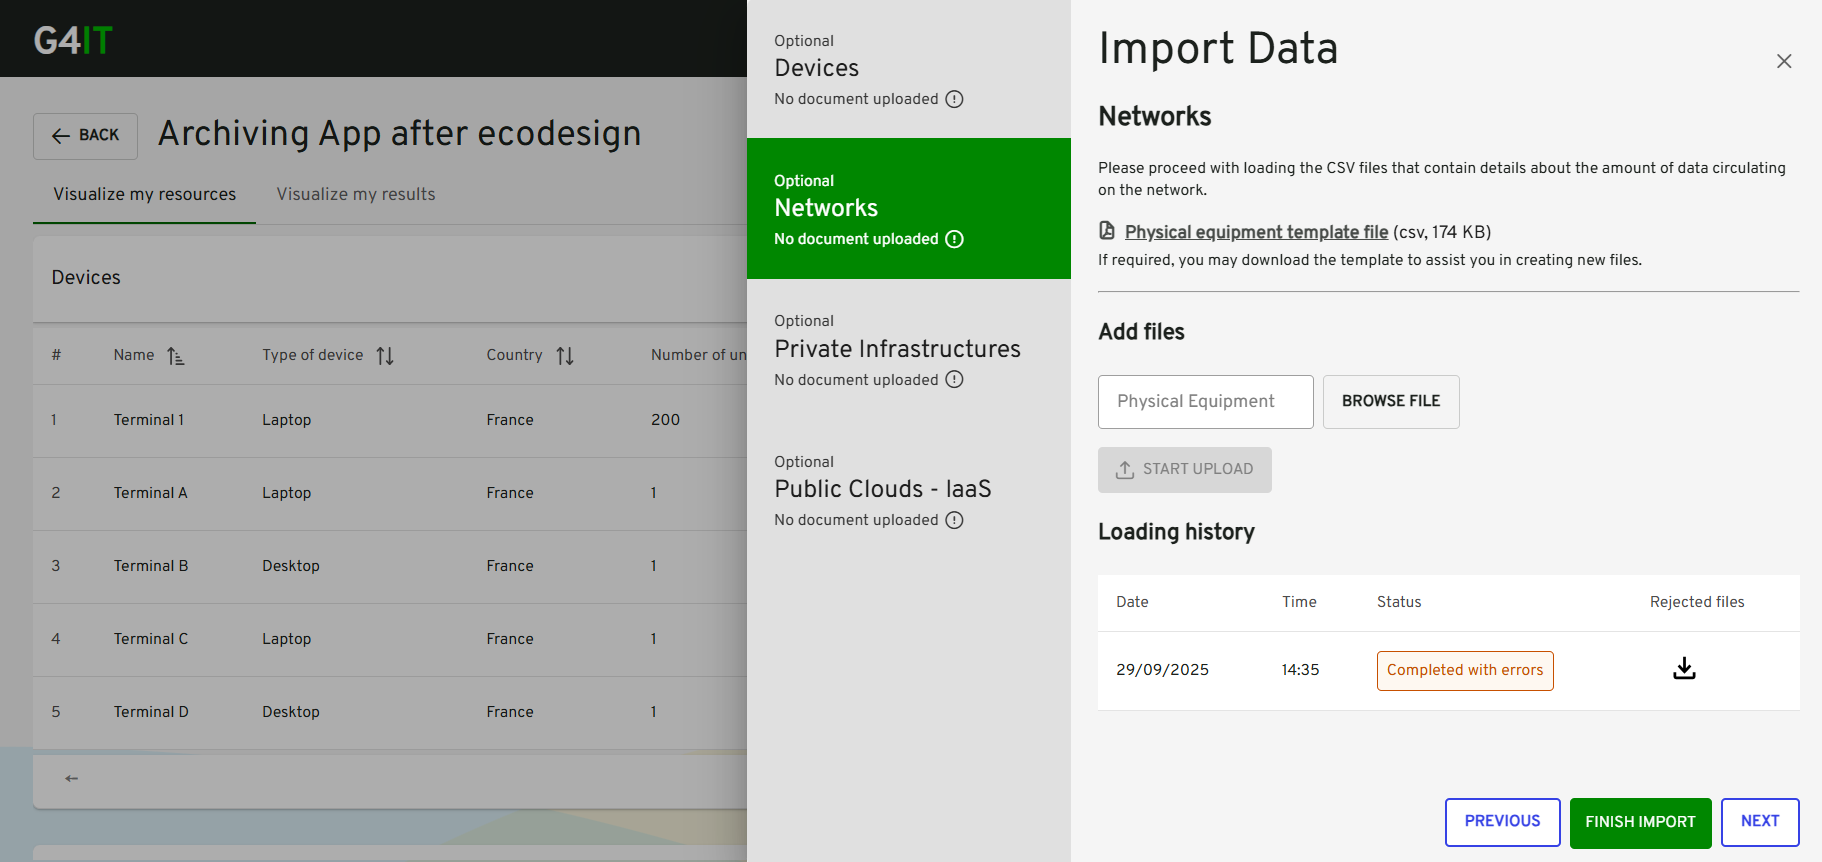 G4IT
BACK
Archiving App after ecodesign
Visualize my resources
Visualize my results
Devices
# Name Type of device Country Number of un
1 Terminal 1 Laptop France 200
2 Terminal A Laptop France 1
3 Terminal B Desktop France 1
4 Terminal C Laptop France 1
5 Terminal D Desktop France 1
Optional
Devices
No document uploaded
Optional
Networks
No document uploaded
Optional
Private Infrastructures
No document uploaded
Optional
Public Clouds - IaaS
No document uploaded
Import Data
Networks
Please proceed with loading the CSV files that contain details about the amount of data circulating
on the network.
Physical equipment template file (csv, 174 KB)
If required, you may download the template to assist you in creating new files.
Add files
Physical Equipment
BROWSE FILE
START UPLOAD
Loading history
Date Time Status Rejected files
29/09/2025 14:35 Completed with errors
PREVIOUS
FINISH IMPORT
NEXT